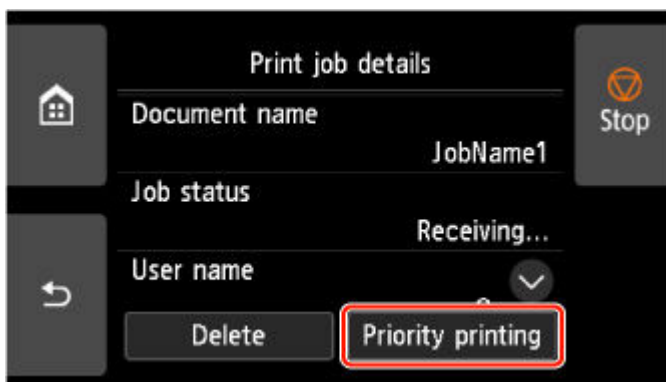 Print job details
Stop
Document name
JobName1
Job status
Receiving...
User name
Delete
Priority printing